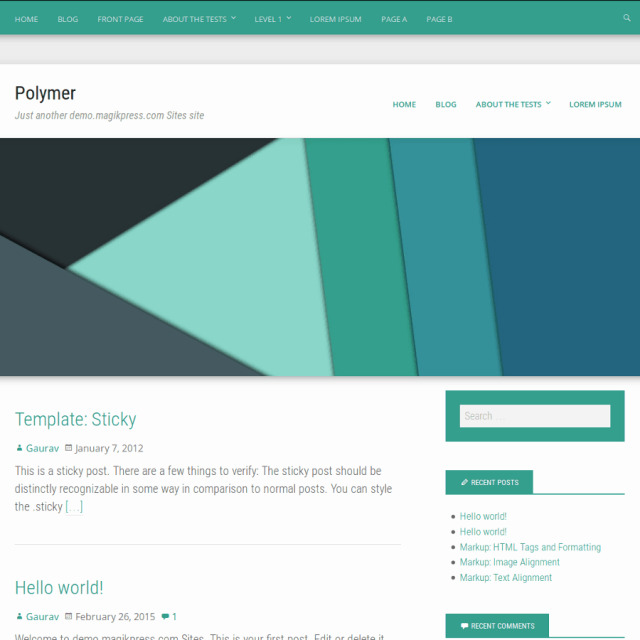 HOME BLOG FRONT PAGE ABOUT THE TESTS LEVEL 1 LOREM IPSUM PAGE A PAGE B
Polymer
Just another demo.magikpress.com Sites site
HOME BLOG ABOUT THE TESTS LOREM IPSUM
Template: Sticky
Gaurav January 7, 2012
This is a sticky post. There are a few things to verify: The sticky post should be
distinctly recognizable in some way in comparison to normal posts. You can style
the .sticky [...]
Hello world!
Gaurav February 26, 2015 1
Welcome to demo.magikpress.com Sites. This is your first post. Edit or delete it,
Search …
RECENT POSTS
Hello world!
Hello world!
Markup: HTML Tags and Formatting
Markup: Image Alignment
Markup: Text Alignment
RECENT COMMENTS